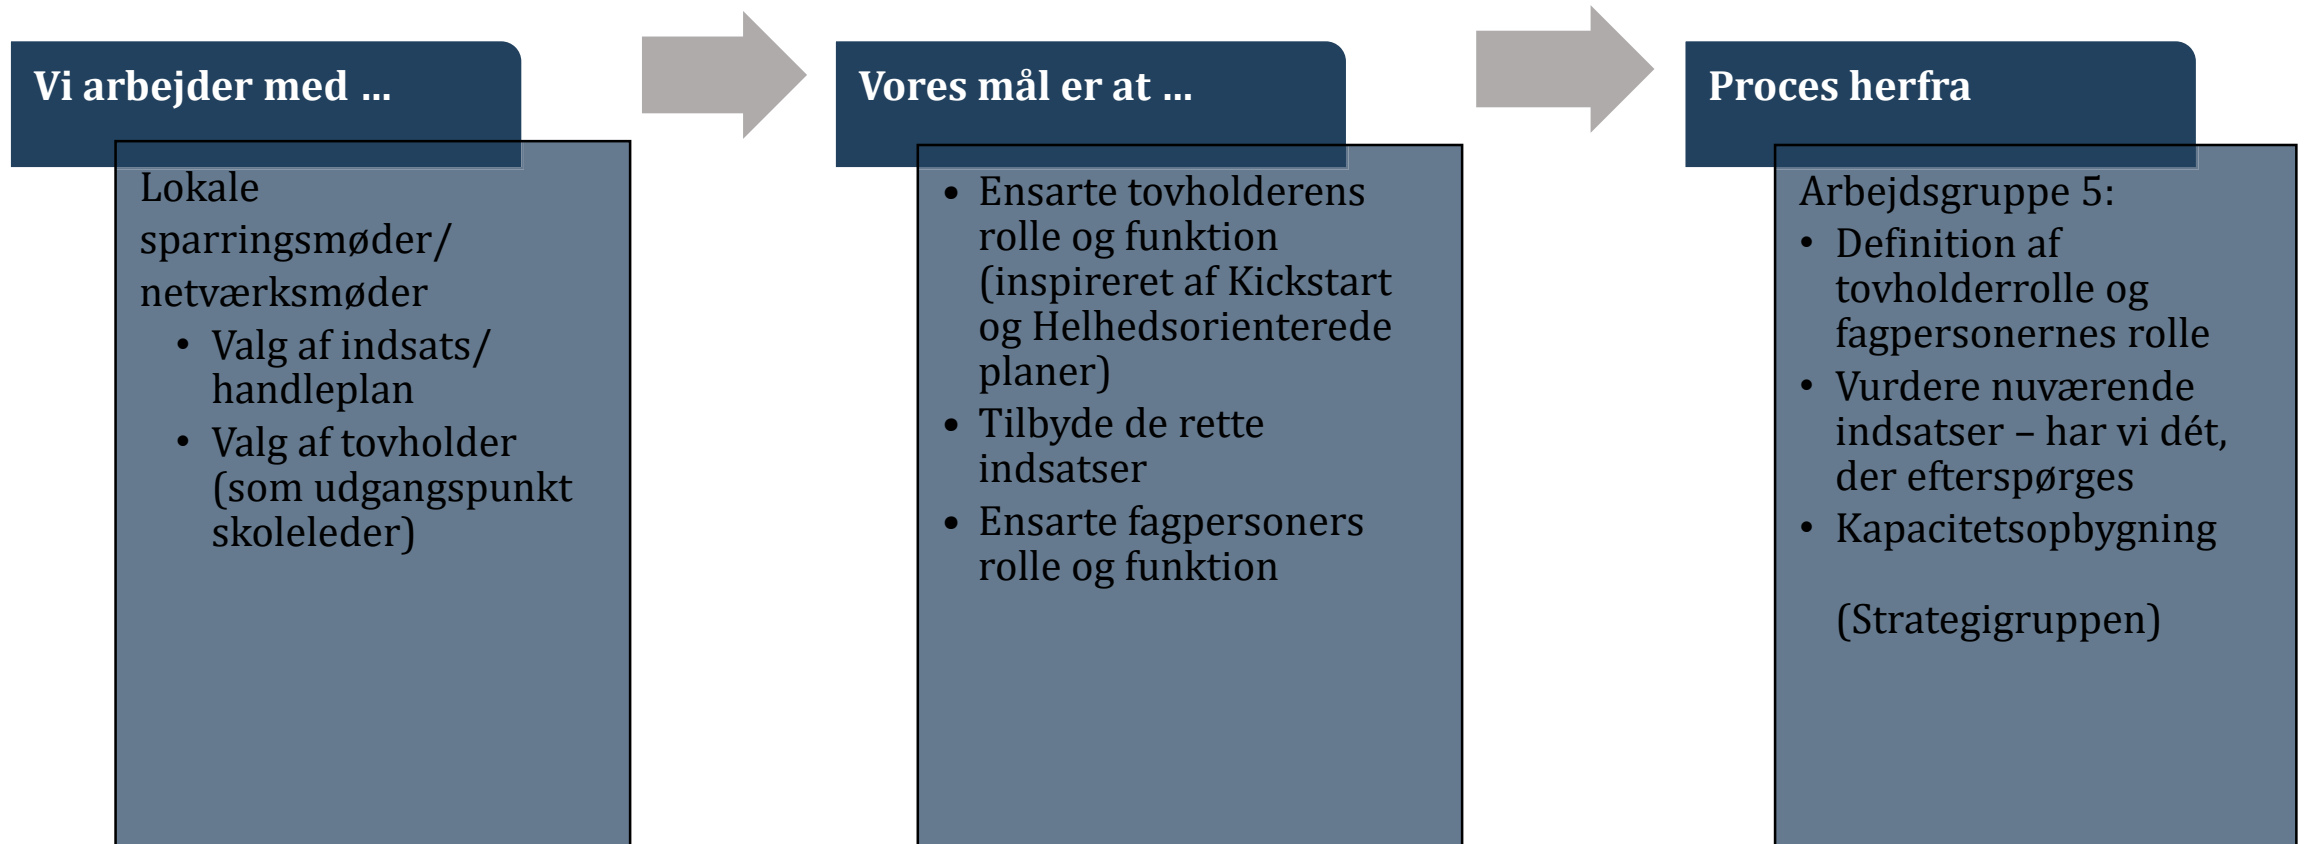 Vi arbejder med …
Lokale
sparringsmøder/
netværksmøder
• Valg af indsats/
handleplan
• Valg af tovholder
(som udgangspunkt
skoleleder)
Vores mål er at …
• Ensarte tovholderens
rolle og funktion
(inspireret af Kickstart
og Helhedsorienterede
planer)
• Tilbyde de rette
indsatser
• Ensarte fagpersoners
rolle og funktion
Proces herfra
Arbejdsgruppe 5:
• Definition af
tovholderrolle og
fagpersonernes rolle
• Vurdere nuværende
indsatser – har vi dét,
der efterspørges
• Kapacitetsopbygning
(Strategigruppen)